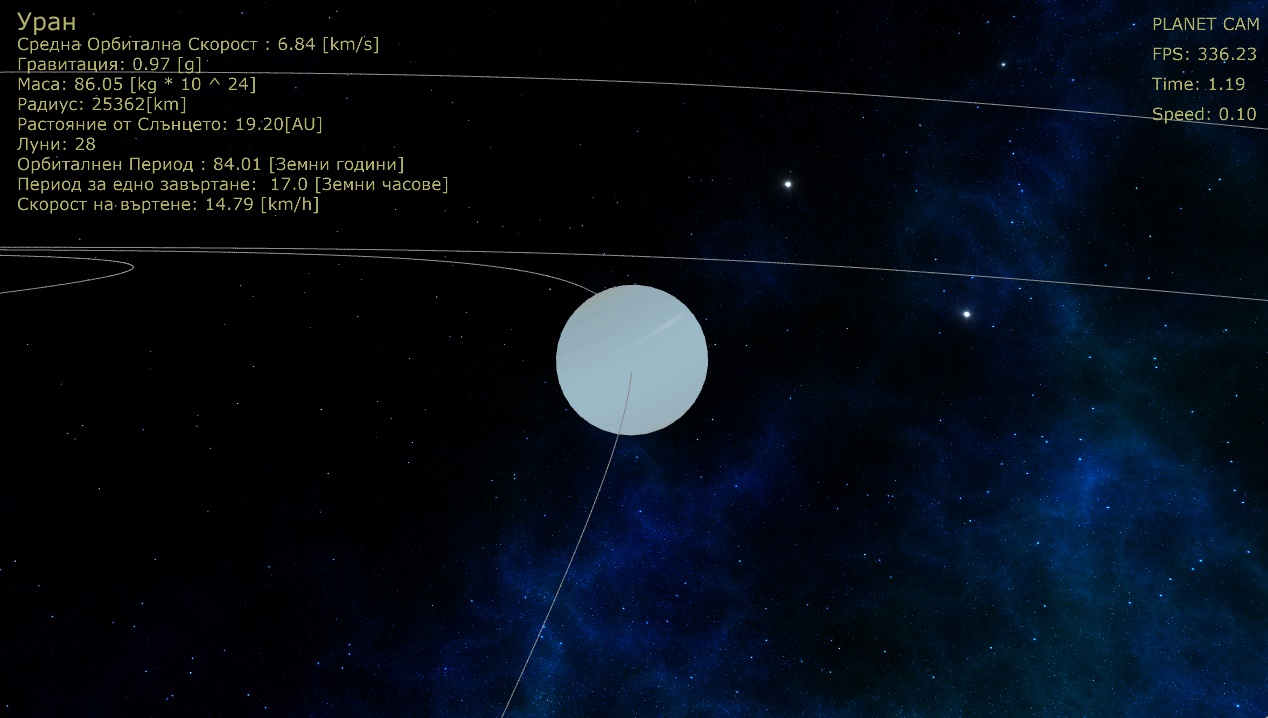 Уран
Средна Орбитална Скорост : 6.84 [km/s]
Гравитация: 0.97 [g]
Маса: 86.05 [kg * 10 ^ 24]
Радиус: 25362[km]
Растояние от Слънцето: 19.20[AU]
Луни: 28
Орбиталнен Период : 84.01 [Земни години]
Период за едно завъртане:  17.0 [Земни часове]
Скорост на въртене: 14.79 [km/h]
PLANET CAM
FPS: 336.23
Time: 1.19
Speed: 0.10